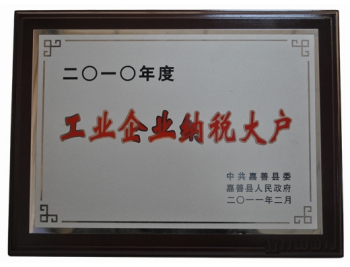 二〇一〇年度
工业企业纳税大户
中共嘉善县委
嘉善县人民政府
二〇一一年二月